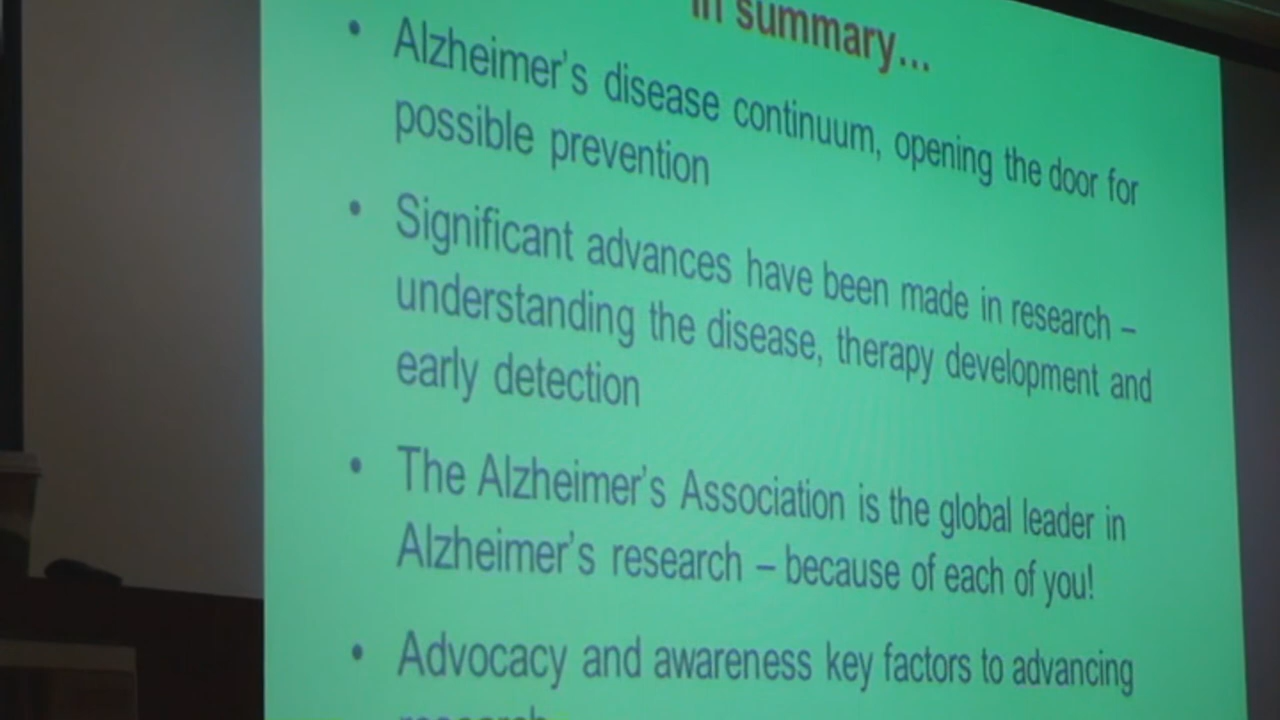 In summary...
• Alzheimer's disease continuum, opening the door for
possible prevention
• Significant advances have been made in research –
understanding the disease, therapy development and
early detection
• The Alzheimer's Association is the global leader in
Alzheimer's research – because of each of you!
• Advocacy and awareness key factors to advancing
research